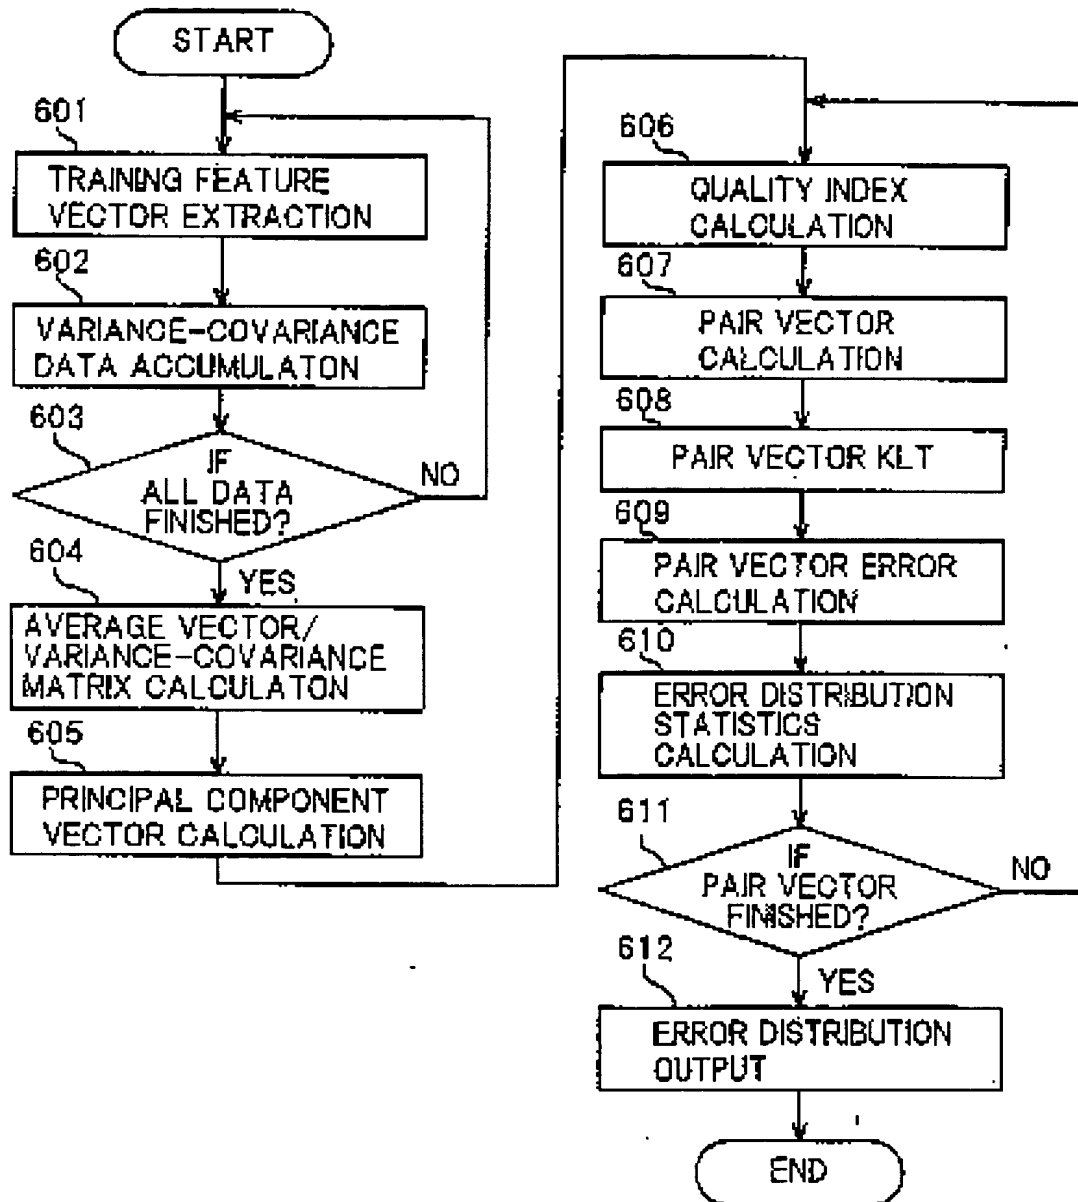 START
601
TRAINING FEATURE
VECTOR EXTRACTION
602
VARIANCE-COVARIANCE
DATA ACCUMULATON
603
IF
ALL DATA
FINISHED?
NO
604
YES
AVERAGE VECTOR/
VARIANCE-COVARIANCE
MATRIX CALCULATON
605
PRINCIPAL COMPONENT
VECTOR CALCULATION
606
QUALITY INDEX
CALCULATION
607
PAIR VECTOR
CALCULATION
608
PAIR VECTOR KLT
609
PAIR VECTOR ERROR
CALCULATION
610
ERROR DISTRIBUTION
STATISTICS
CALCULATION
611
IF
PAIR VECTOR
FINISHED?
NO
612
YES
ERROR DISTRIBUTION
OUTPUT
END